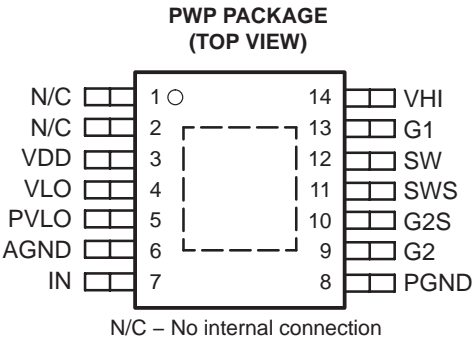 PWP PACKAGE
(TOP VIEW)
N/C 1 14 VHI
N/C 2 13 G1
VDD 3 12 SW
VLO 4 11 SWS
PVLO 5 10 G2S
AGND 6 9 G2
IN 7 8 PGND
N/C – No internal connection